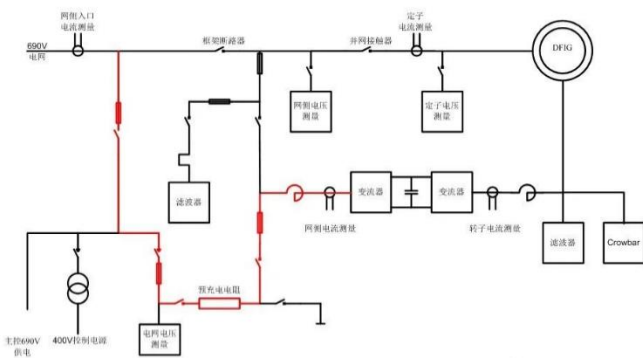 网侧入口
电流测量
690V
电网
框架断路器
并网接触器
定子
电流测量
DFIG
网侧电压
测量
定子电压
测量
滤波器
变流器
变流器
网侧电流测量
转子电流测量
滤波器
Crowbar
预充电电阻
主控690V
供电
400V控制电源
电网电压
测量